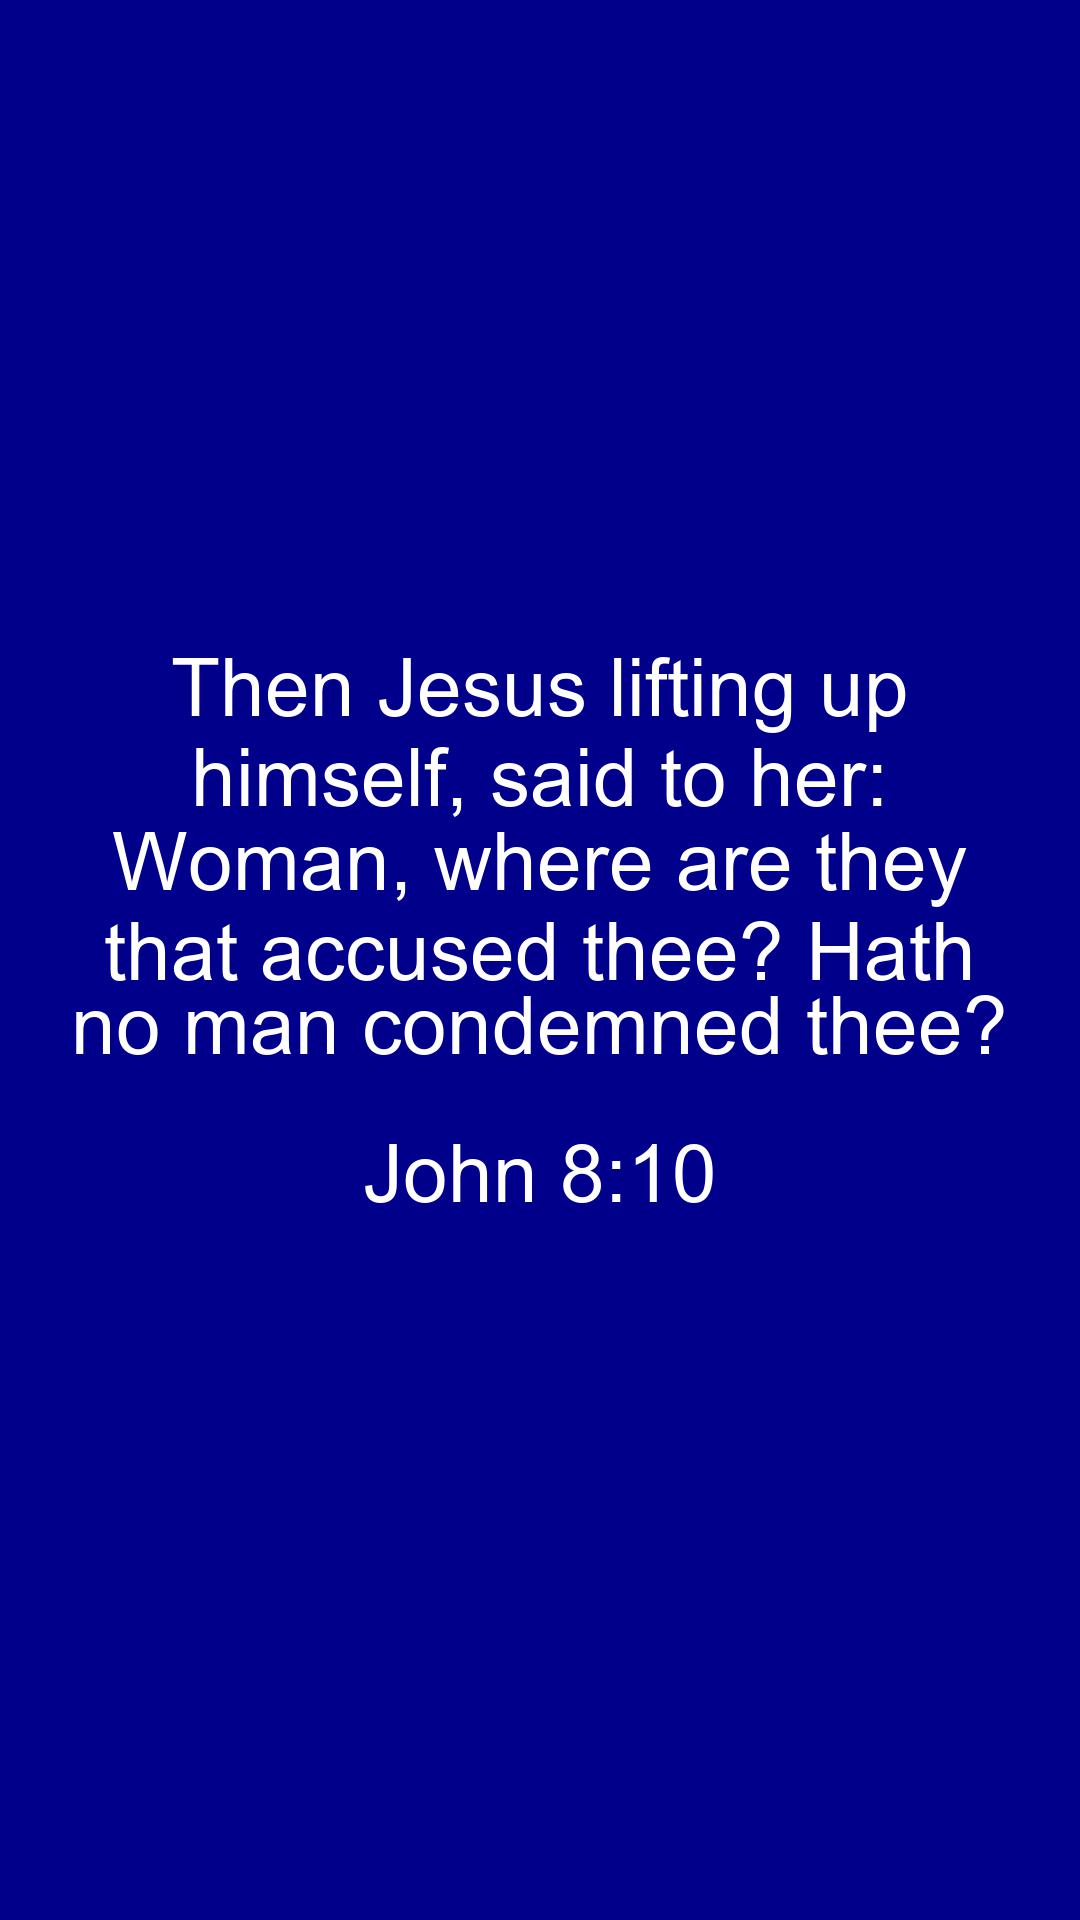 Then Jesus lifting up
himself, said to her:
Woman, where are they
that accused thee? Hath
no man condemned thee?
John 8:10